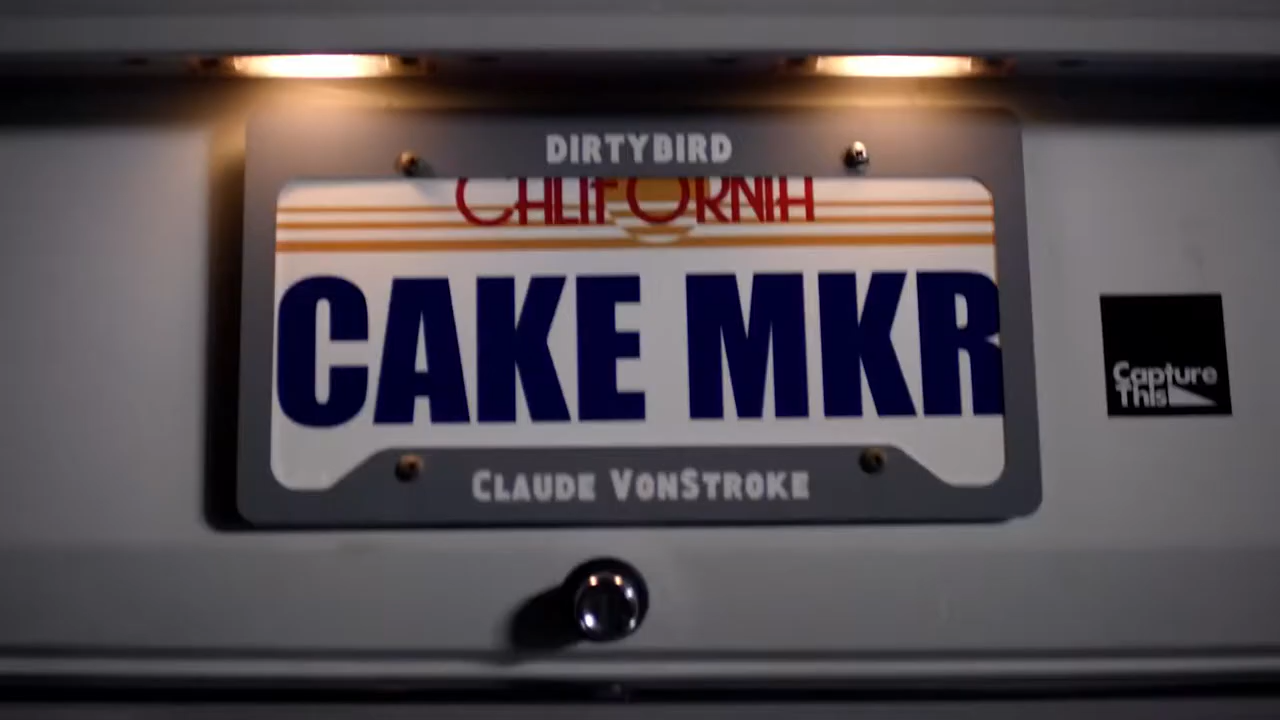 DIRTYBIRD
CALIFORNIA
CAKE MKR
CLAUDE VONSTROKE
Capture
This